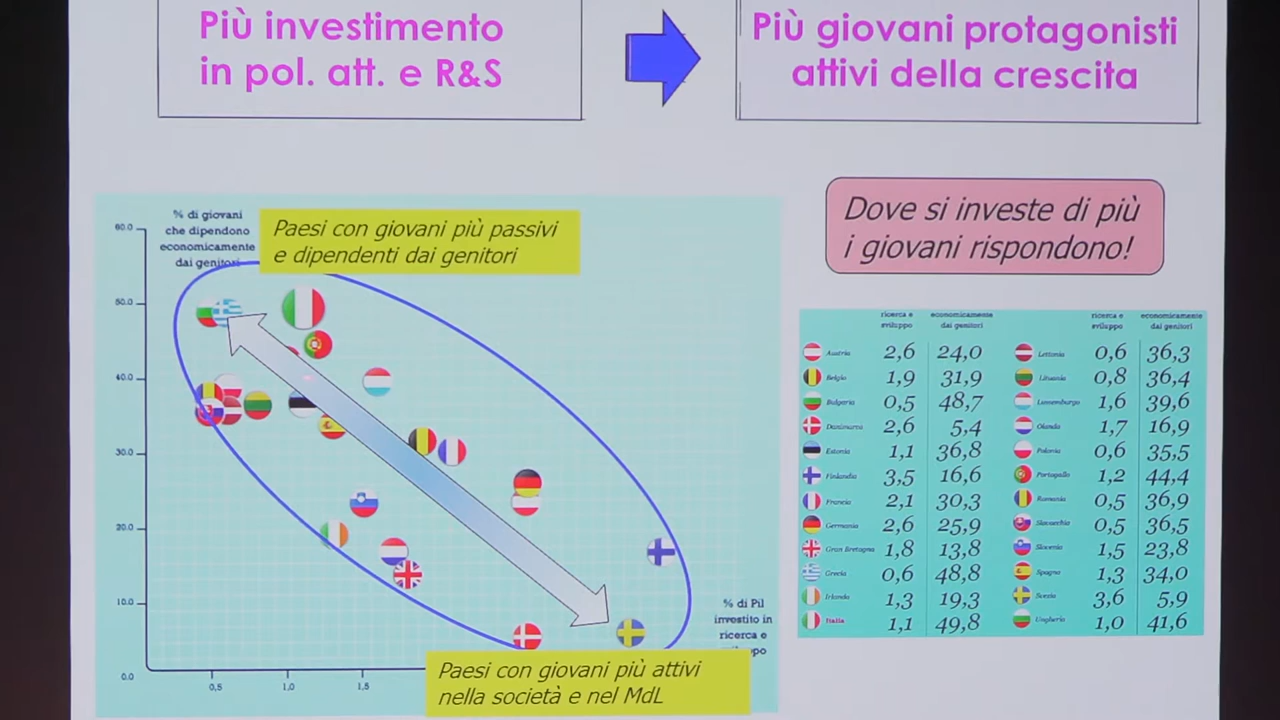 Più investimento
in pol. att. e R&S
Più giovani protagonisti
attivi della crescita
Dove si investe di più
i giovani rispondono!
% di giovani
che dipendono
economicamente
dai genitori
Paesi con giovani più passivi
e dipendenti dai genitori
60.0
50.0
40.0
30.0
20.0
10.0
0.0
0,5
1,0
1,5
% di Pil
investito in
ricerca e
Paesi con giovani più attivi
nella società e nel MdL
ricerca e economicamente ricerca e economicamente
sviluppo dai genitori sviluppo dai genitori
Austria 2,6 24,0 Lettonia 0,6 36,3
Belgio 1,9 31,9 Lituania 0,8 36,4
Bulgaria 0,5 48,7 Lussemburgo 1,6 39,6
Danimarca 2,6 5,4 Olanda 1,7 16,9
Estonia 1,1 36,8 Polonia 0,6 35,5
Finlandia 3,5 16,6 Portogallo 1,2 44,4
Francia 2,1 30,3 Romania 0,5 36,9
Germania 2,6 25,9 Slovacchia 0,5 36,5
Gran Bretagna 1,8 13,8 Slovenia 1,5 23,8
Grecia 0,6 48,8 Spagna 1,3 34,0
Irlanda 1,3 19,3 Svezia 3,6 5,9
Italia 1,1 49,8 Ungheria 1,0 41,6